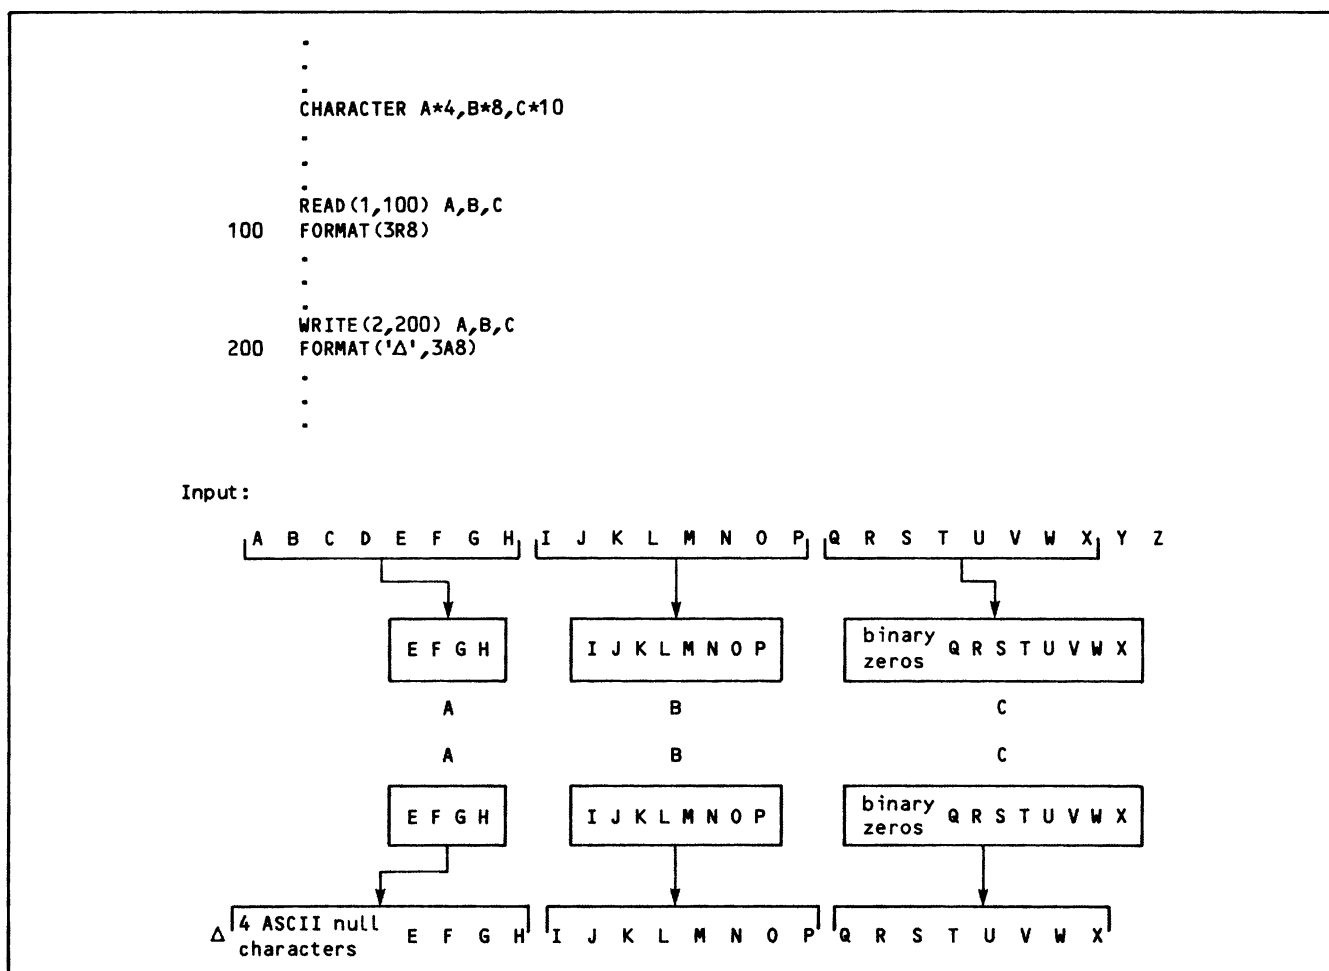 .
.
.
CHARACTER A*4,B*8,C*10
.
.
.
READ(1,100) A,B,C
100 FORMAT(3R8)
.
.
.
WRITE(2,200) A,B,C
200 FORMAT('Δ',3A8)
.
.
.
Input:
A B C D E F G H I J K L M N O P Q R S T U V W X Y Z
E F G H I J K L M N O P binary zeros Q R S T U V W X
A B C
A B C
E F G H I J K L M N O P binary zeros Q R S T U V W X
Δ 4 ASCII null characters E F G H I J K L M N O P Q R S T U V W X